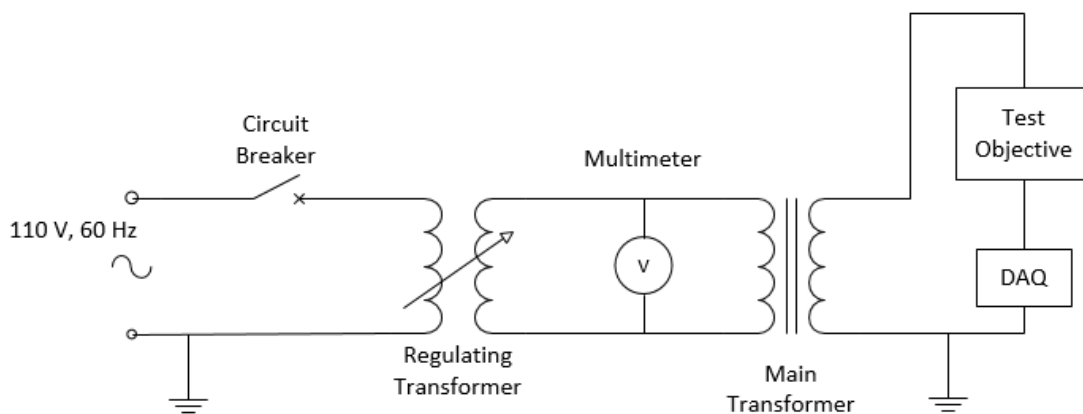 Circuit
Breaker
Multimeter
Test
Objective
110 V, 60 Hz
V
DAQ
Regulating
Transformer
Main
Transformer